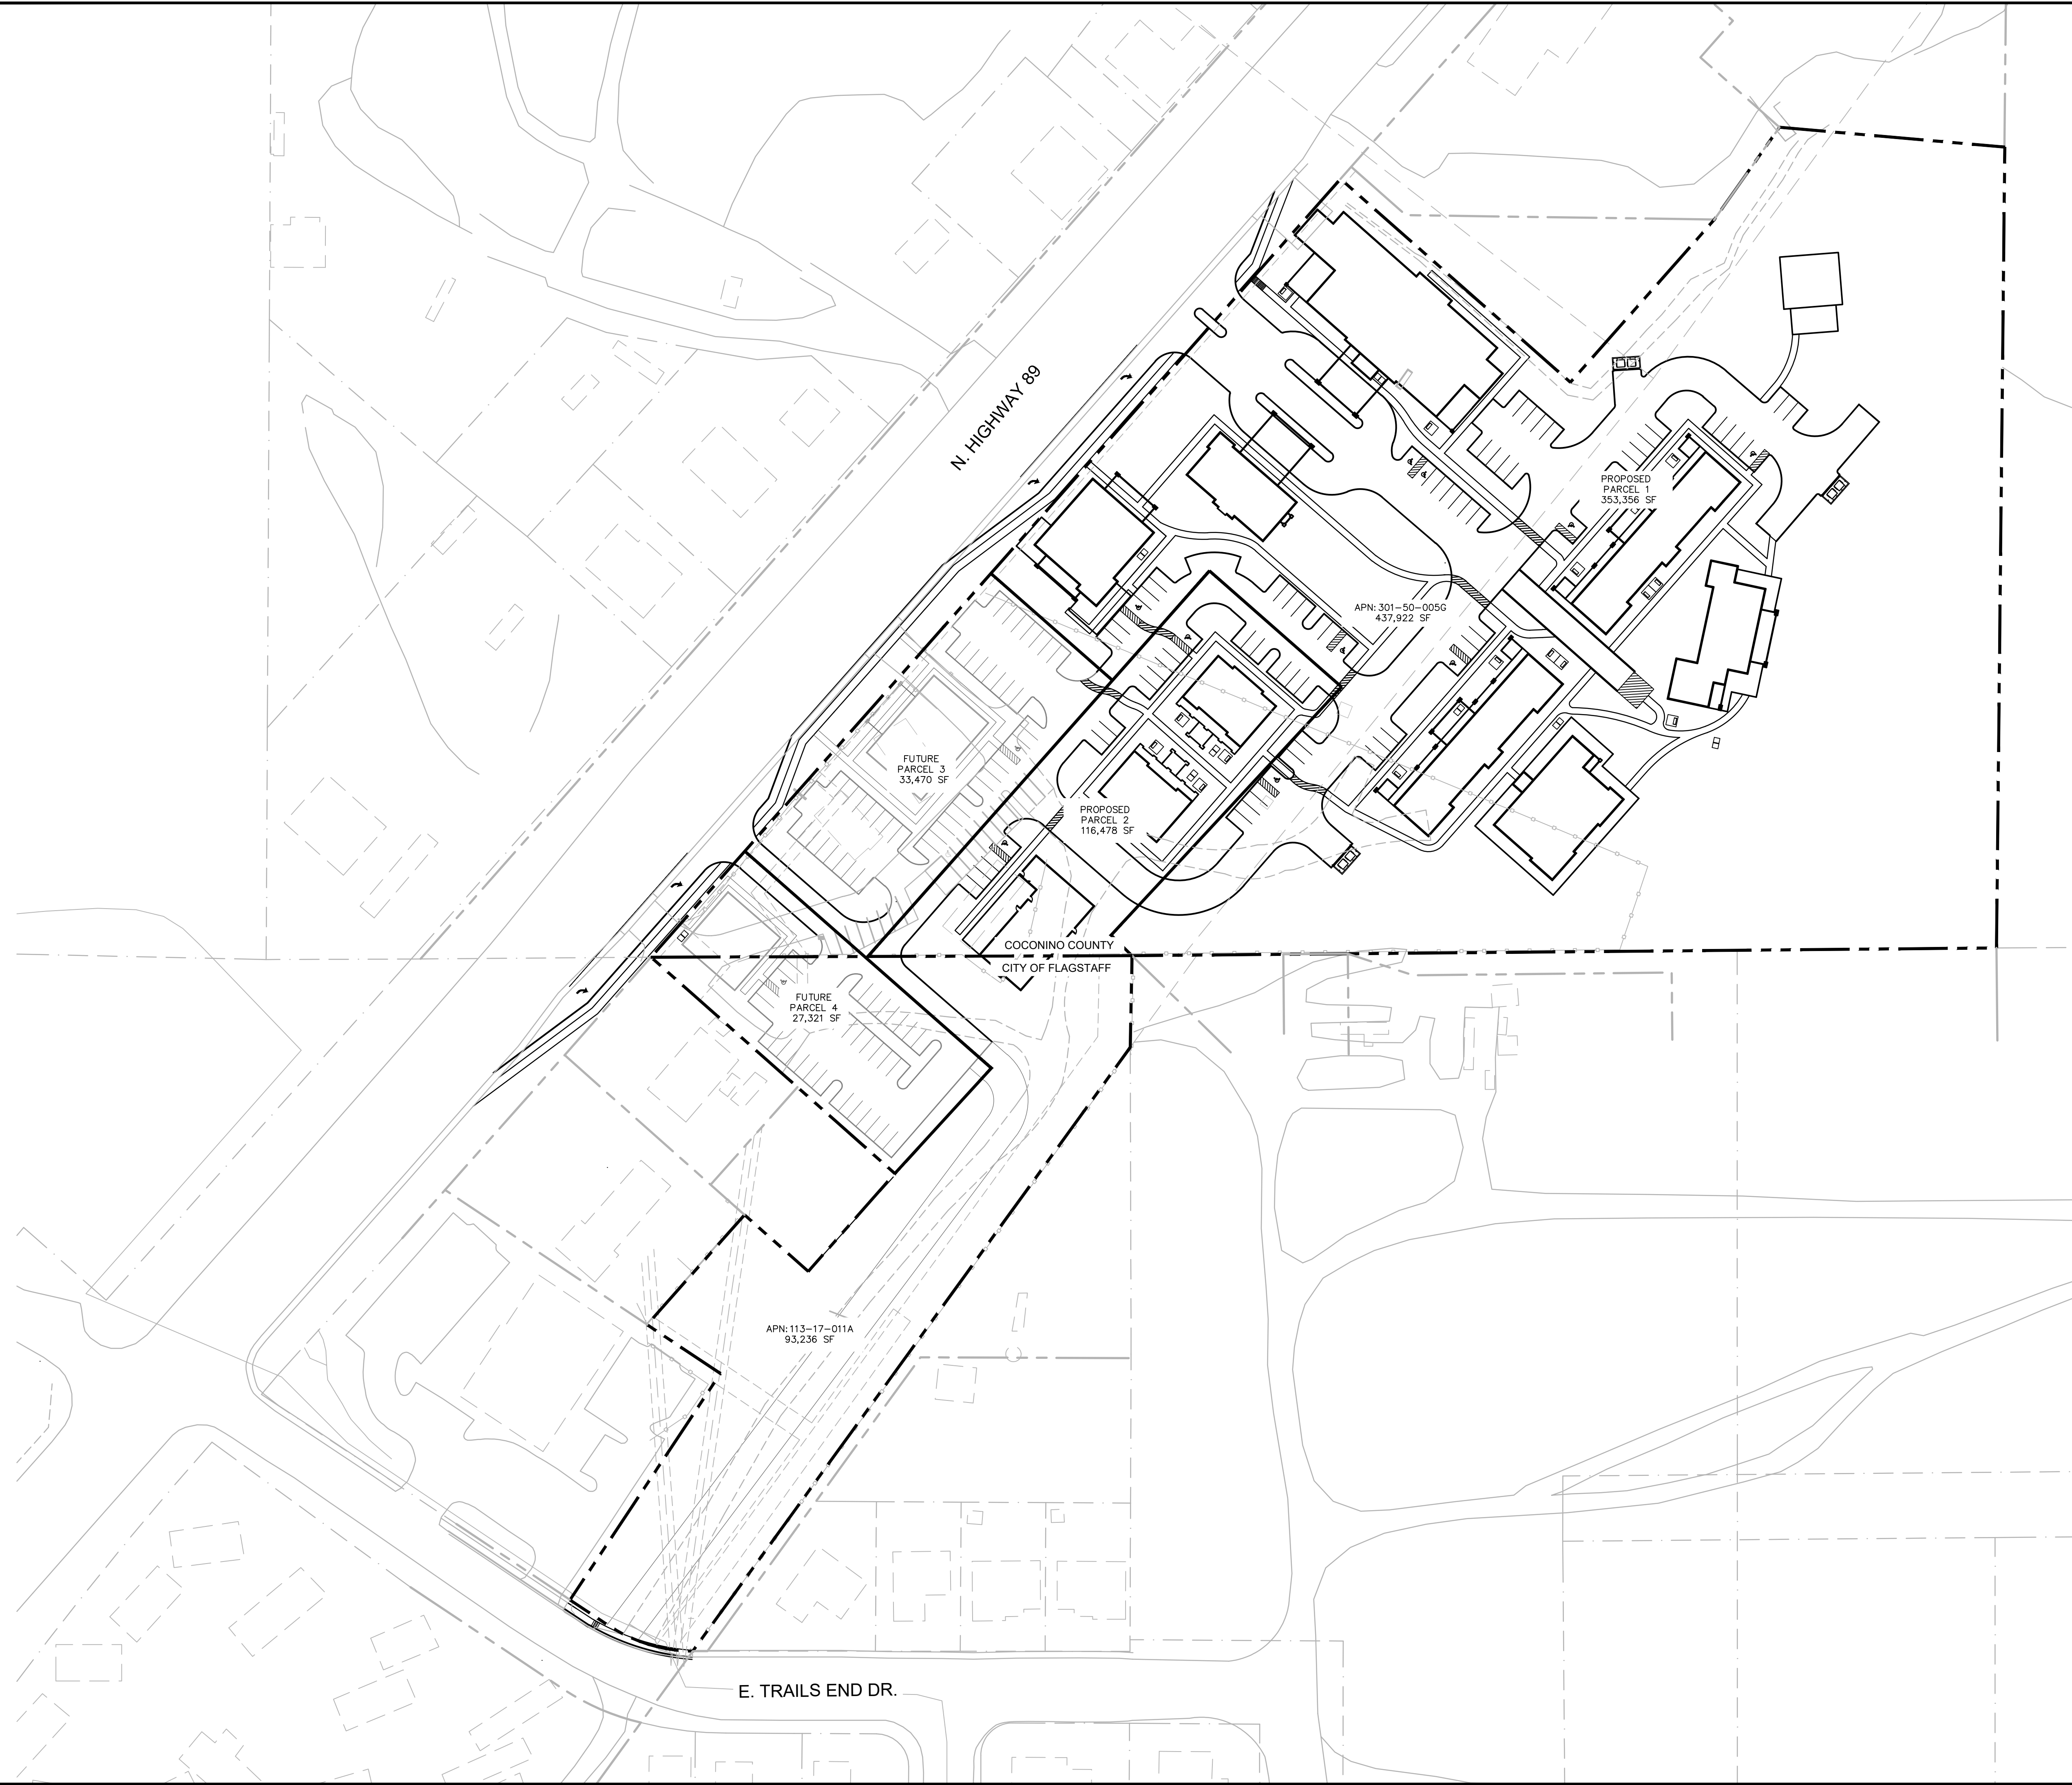 N. HIGHWAY 89
PROPOSED
PARCEL 1
353,356 SF
APN: 301-50-005G
437,922 SF
FUTURE
PARCEL 3
33,470 SF
PROPOSED
PARCEL 2
116,478 SF
COCONINO COUNTY
CITY OF FLAGSTAFF
FUTURE
PARCEL 4
27,321 SF
APN: 113-17-011A
93,236 SF
E. TRAILS END DR.